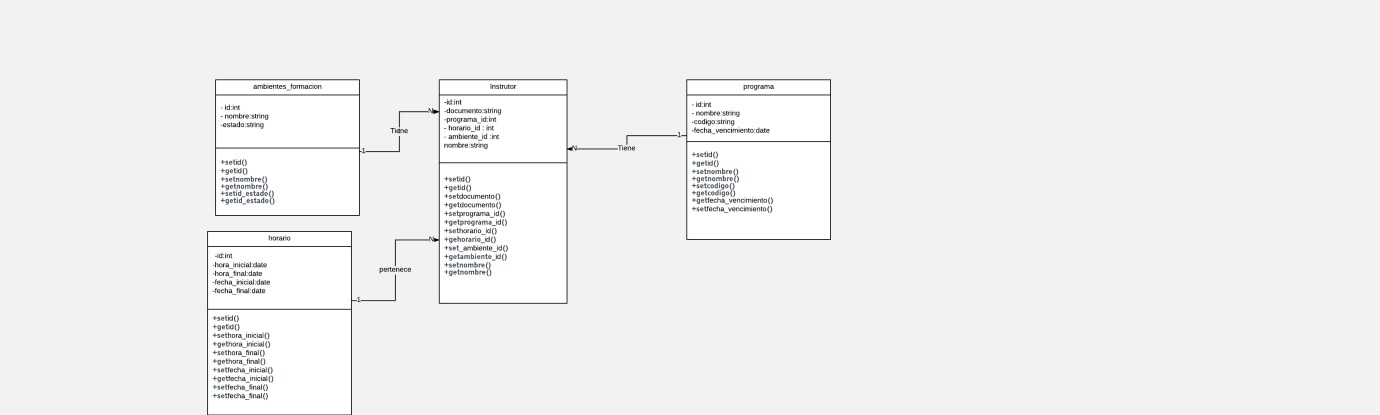 ambientes_formacion
- id:int
- nombre:string
-estado:string
+setid()
+getid()
+setnombre()
+getnombre()
+setid_estado()
+getid_estado()
1
Tiene
N
Instrutor
-id:int
-documento:string
-programa_id:int
- horario_id : int
- ambiente_id :int
nombre:string
+setid()
+getid()
+setdocumento()
+getdocumento()
+setprograma_id()
+getprograma_id()
+sethorario_id()
+gehorario_id()
+set_ambiente_id()
+getambiente_id()
+setnombre()
+getnombre()
N
Tiene
1
programa
- id:int
- nombre:string
-codigo:string
-fecha_vencimiento:date
+setid()
+getid()
+setnombre()
+getnombre()
+setcodigo()
+getcodigo()
+getfecha_vencimiento()
+setfecha_vencimiento()
horario
-id:int
-hora_inicial:date
-hora_final:date
-fecha_inicial:date
-fecha_final:date
+setid()
+getid()
+sethora_inicial()
+gethora_inicial()
+sethora_final()
+gethora_final()
+setfecha_inicial()
+getfecha_inicial()
+setfecha_final()
+setfecha_final()
1
pertenece
N